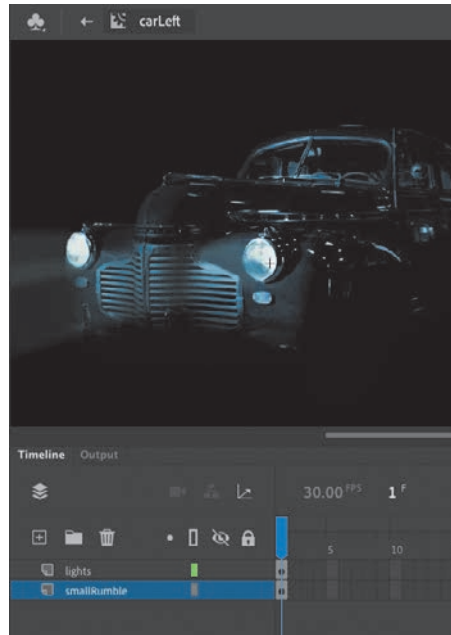 carLeft
Timeline Output
30.00 FPS 1 F
5 10
lights
smallRumble